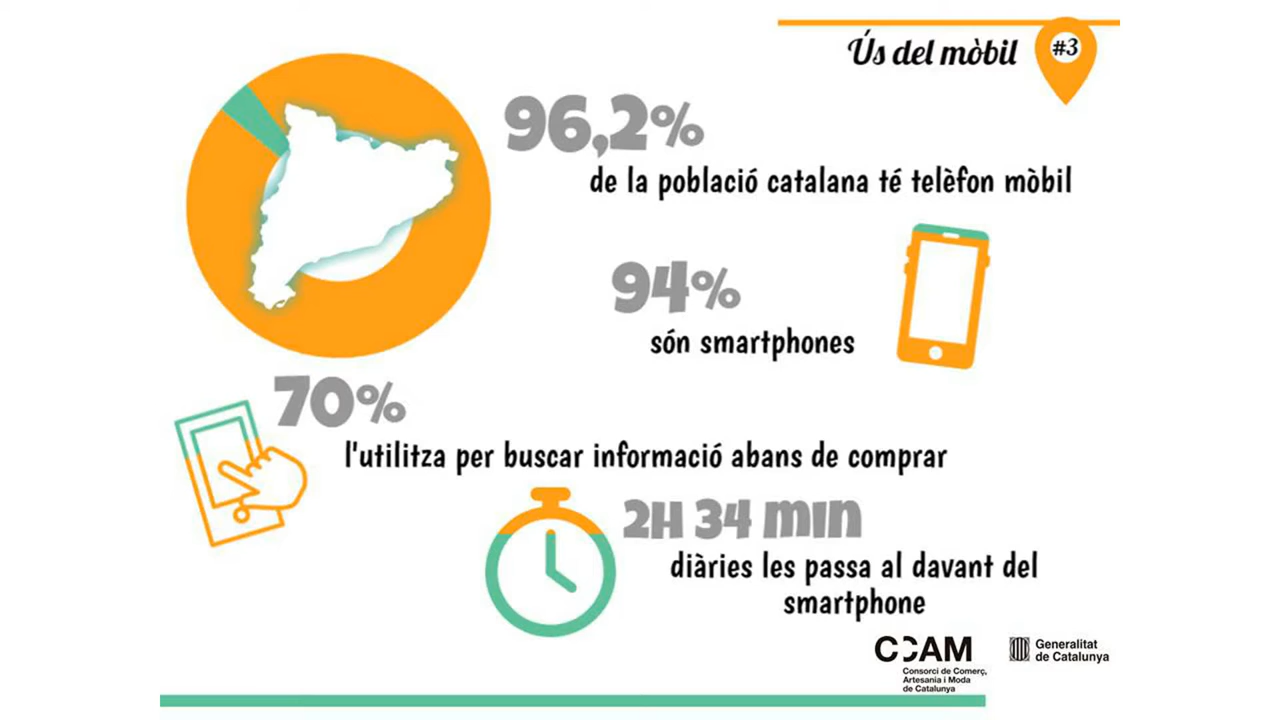 Ús del mòbil
#3
96,2%
de la població catalana té telèfon mòbil
94%
són smartphones
70%
l'utilitza per buscar informació abans de comprar
2H 34 min
diàries les passa al davant del
smartphone
CCAM
Consorci de Comerç,
Artesania i Moda
de Catalunya
Generalitat
de Catalunya